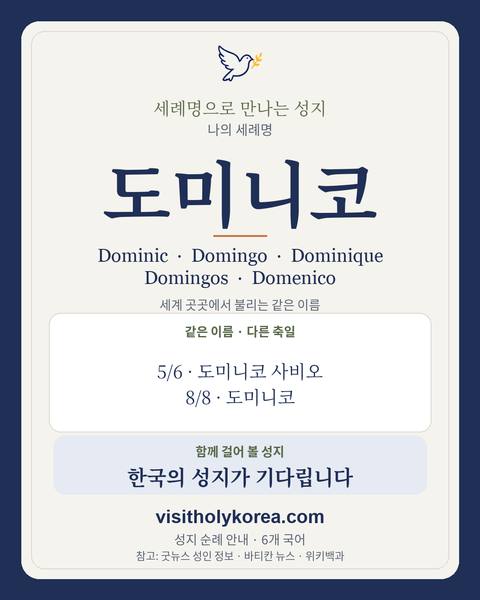 세례명으로 만나는 성지
나의 세례명
도미니코
Dominic · Domingo · Dominique
Domingos · Domenico
세계 곳곳에서 불리는 같은 이름
같은 이름 · 다른 축일
5/6 · 도미니코 사비오
8/8 · 도미니코
함께 걸어 볼 성지
한국의 성지가 기다립니다
visitholykorea.com
성지 순례 안내 · 6개 국어
참고: 굿뉴스 성인 정보 · 바티칸 뉴스 · 위키백과